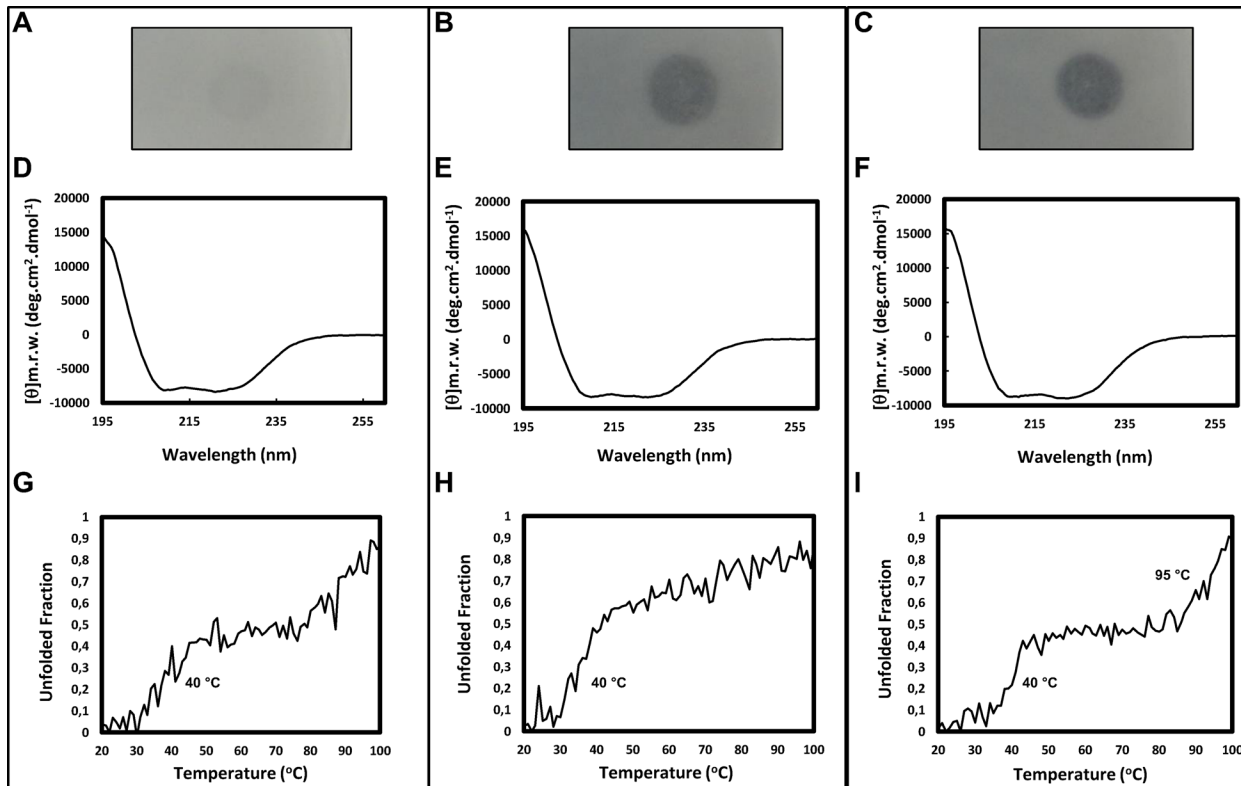 A
B
C
D
20000
15000
10000
5000
0
-5000
-10000
[θ]m.r.w. (deg.cm².dmol⁻¹)
195
215
235
255
Wavelength (nm)
E
20000
15000
10000
5000
0
-5000
-10000
[θ]m.r.w. (deg.cm².dmol⁻¹)
195
215
235
255
Wavelength (nm)
F
20000
15000
10000
5000
0
-5000
-10000
[θ]m.r.w. (deg.cm².dmol⁻¹)
195
215
235
255
Wavelength (nm)
G
1
0,9
0,8
0,7
0,6
0,5
0,4
0,3
0,2
0,1
0
Unfolded Fraction
40 °C
20 30 40 50 60 70 80 90 100
Temperature (°C)
H
1
0,9
0,8
0,7
0,6
0,5
0,4
0,3
0,2
0,1
0
Unfolded Fraction
40 °C
20 30 40 50 60 70 80 90 100
Temperature (°C)
I
1
0,9
0,8
0,7
0,6
0,5
0,4
0,3
0,2
0,1
0
Unfolded Fraction
95 °C
40 °C
20 30 40 50 60 70 80 90 100
Temperature (°C)